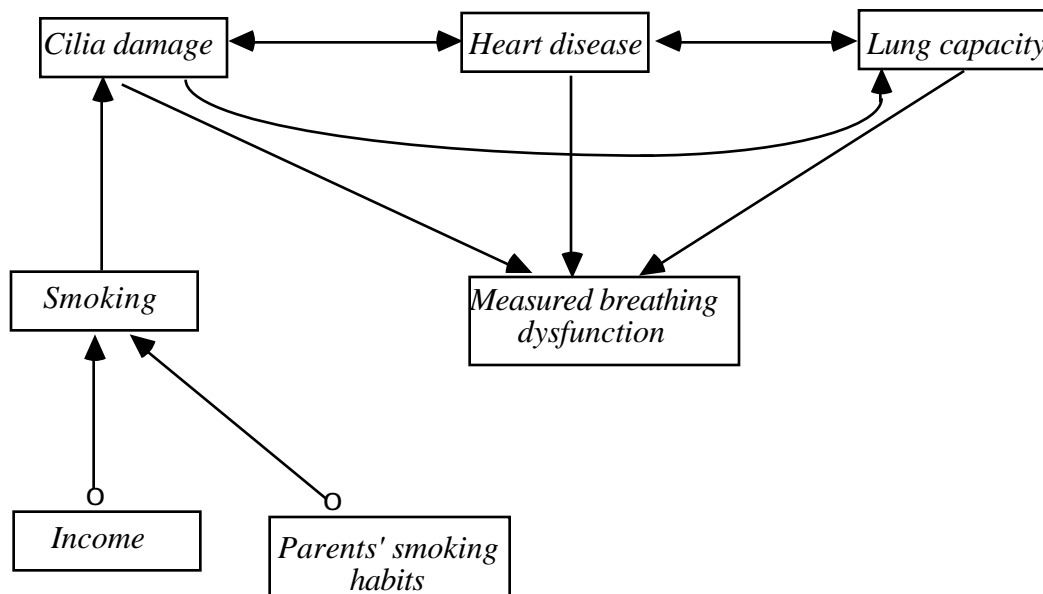 Cilia damage
Heart disease
Lung capacity
Smoking
Measured breathing
dysfunction
o
o
Income
Parents' smoking
habits